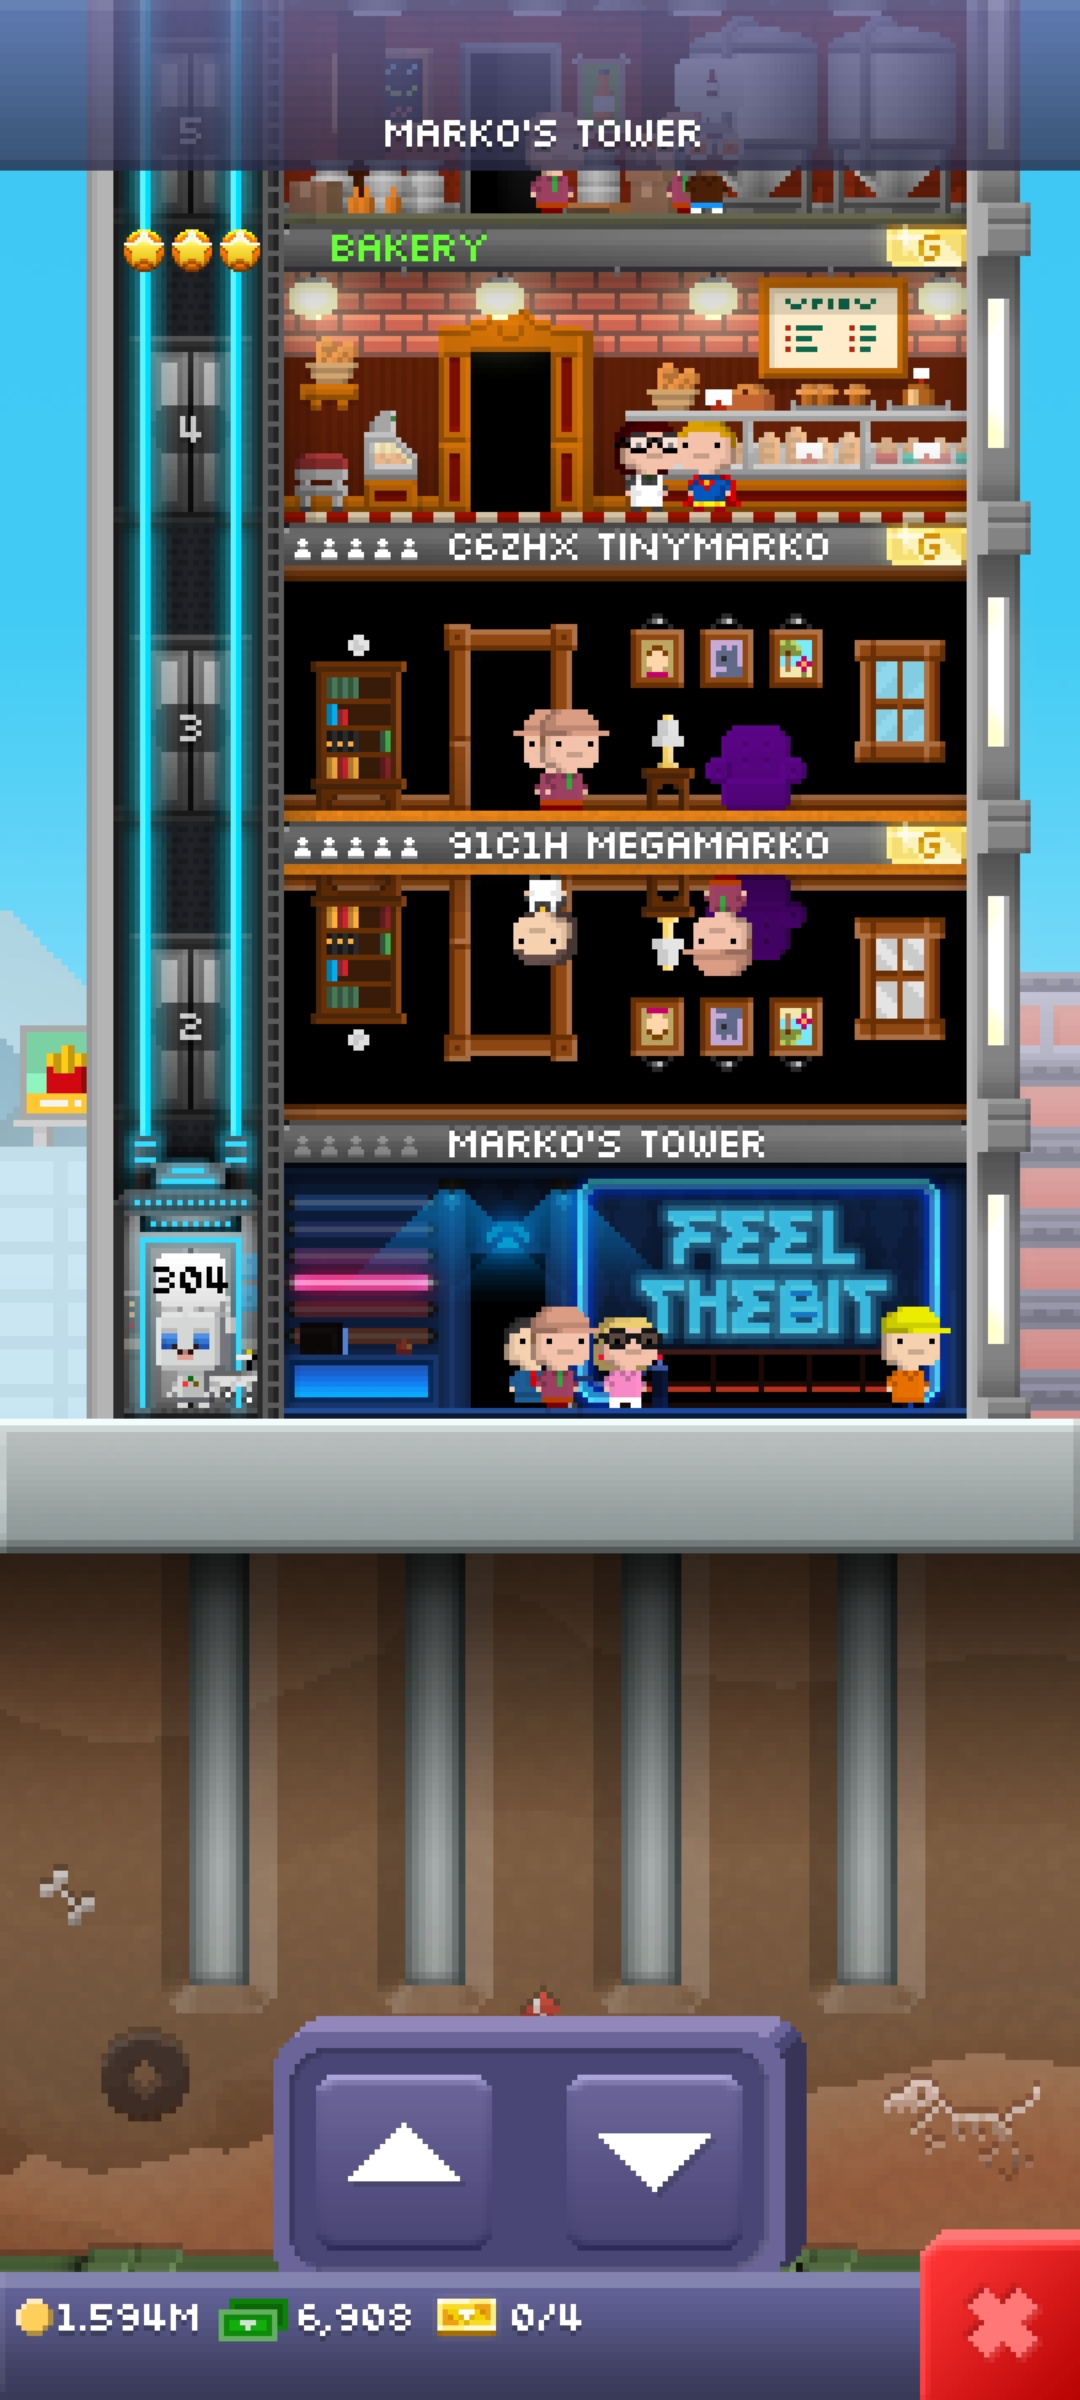 5
MARKO'S TOWER
BAKERY
G
4
C6ZHX TINYMARKO
G
3
91C1H MEGAMARKO
G
2
MARKO'S TOWER
FEEL
THEBIT
304
1.594M 6,908 0/4